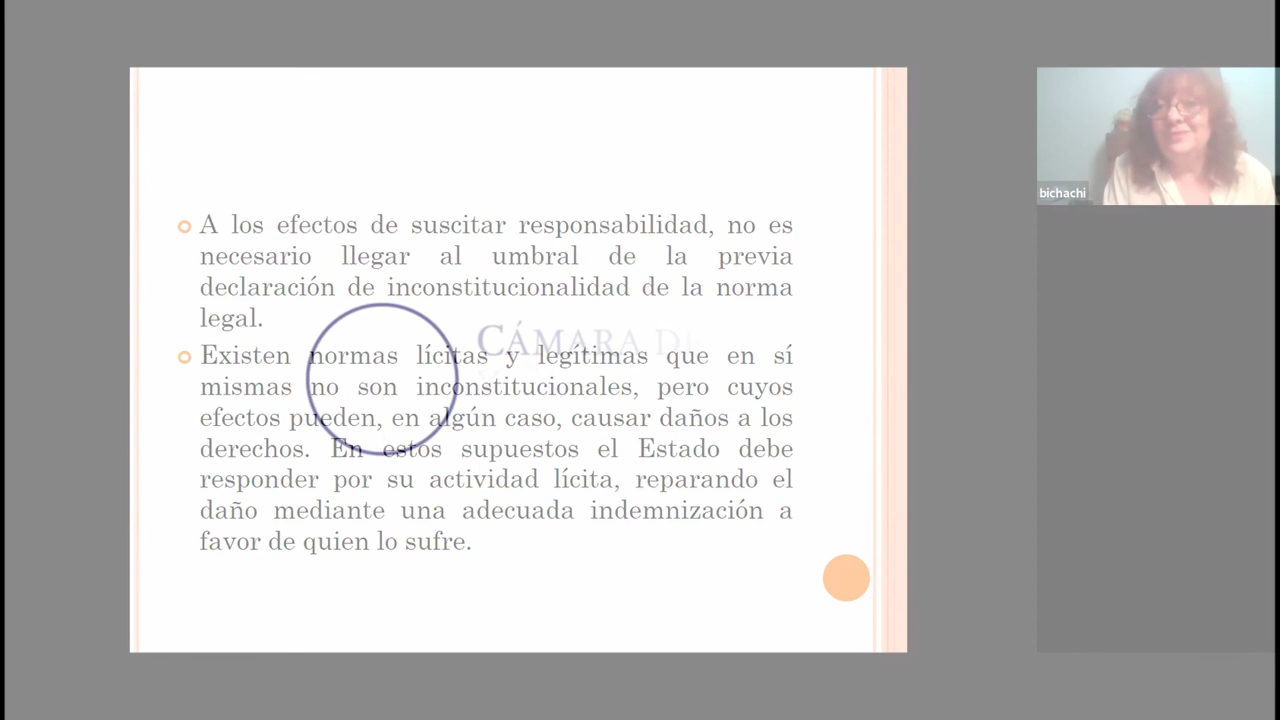 A los efectos de suscitar responsabilidad, no es
necesario llegar al umbral de la previa
declaración de inconstitucionalidad de la norma
legal.
CÁMARA DE
Existen normas lícitas y legítimas que en sí
mismas no son inconstitucionales, pero cuyos
efectos pueden, en algún caso, causar daños a los
derechos. En estos supuestos el Estado debe
responder por su actividad lícita, reparando el
daño mediante una adecuada indemnización a
favor de quien lo sufre.
bichachi